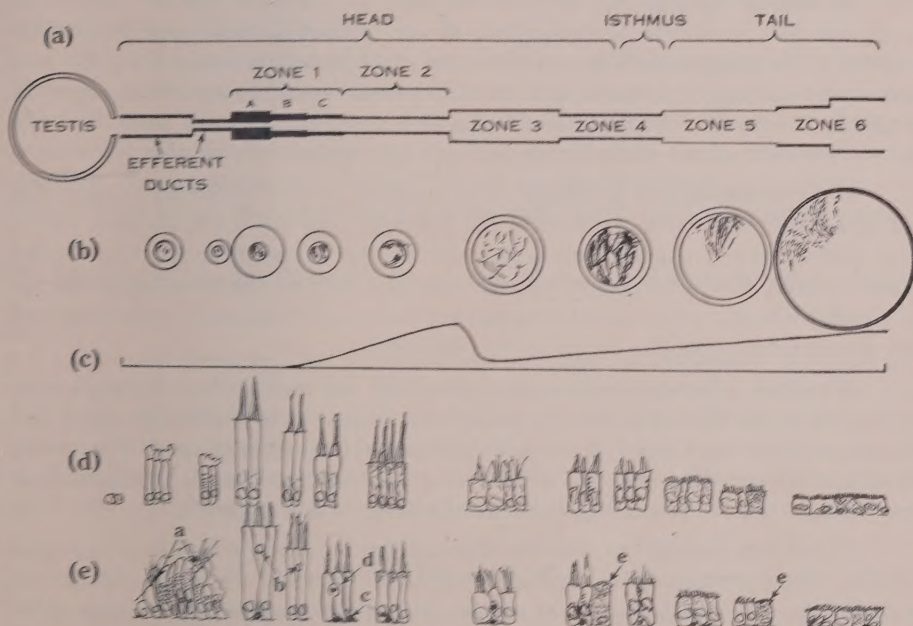 (a)
HEAD ISTHMUS TAIL
ZONE 1 ZONE 2
A B C
TESTIS ZONE 3 ZONE 4 ZONE 5 ZONE 6
EFFERENT
DUCTS
(b)
(c)
(d)
(e)
a
b
d
c
e
e